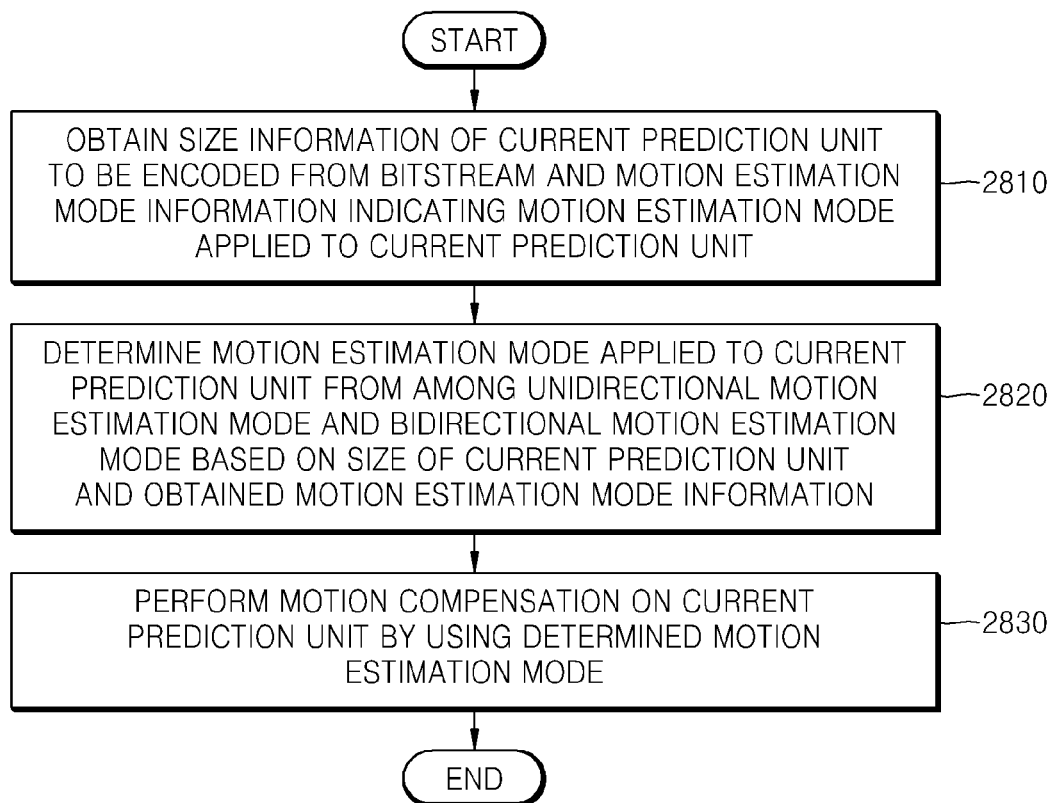 START
OBTAIN SIZE INFORMATION OF CURRENT PREDICTION UNIT
TO BE ENCODED FROM BITSTREAM AND MOTION ESTIMATION
MODE INFORMATION INDICATING MOTION ESTIMATION MODE
APPLIED TO CURRENT PREDICTION UNIT
2810
DETERMINE MOTION ESTIMATION MODE APPLIED TO CURRENT
PREDICTION UNIT FROM AMONG UNIDIRECTIONAL MOTION
ESTIMATION MODE AND BIDIRECTIONAL MOTION ESTIMATION
MODE BASED ON SIZE OF CURRENT PREDICTION UNIT
AND OBTAINED MOTION ESTIMATION MODE INFORMATION
2820
PERFORM MOTION COMPENSATION ON CURRENT
PREDICTION UNIT BY USING DETERMINED MOTION
ESTIMATION MODE
2830
END